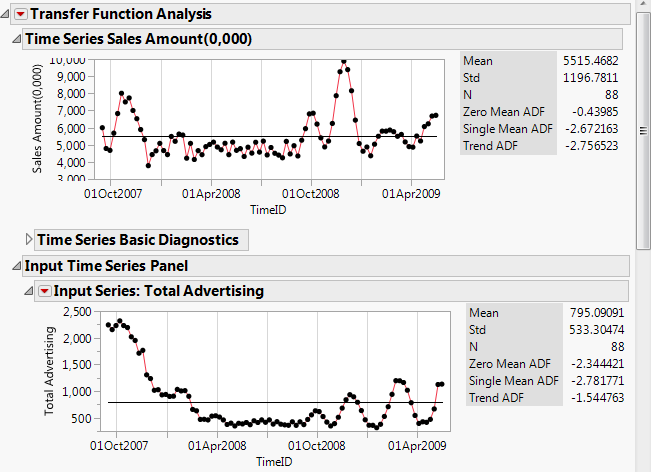 Transfer Function Analysis
Time Series Sales Amount(0,000)
10,000
9,000
8,000
7,000
6,000
5,000
4,000
3,000
Sales Amount(0,000)
01Oct2007 01Apr2008 01Oct2008 01Apr2009
TimeID
Mean 5515.4682
Std 1196.7811
N 88
Zero Mean ADF -0.43985
Single Mean ADF -2.672163
Trend ADF -2.756523
Time Series Basic Diagnostics
Input Time Series Panel
Input Series: Total Advertising
2,500
2,000
1,500
1,000
500
Total Advertising
01Oct2007 01Apr2008 01Oct2008 01Apr2009
TimeID
Mean 795.09091
Std 533.30474
N 88
Zero Mean ADF -2.344421
Single Mean ADF -2.781771
Trend ADF -1.544763